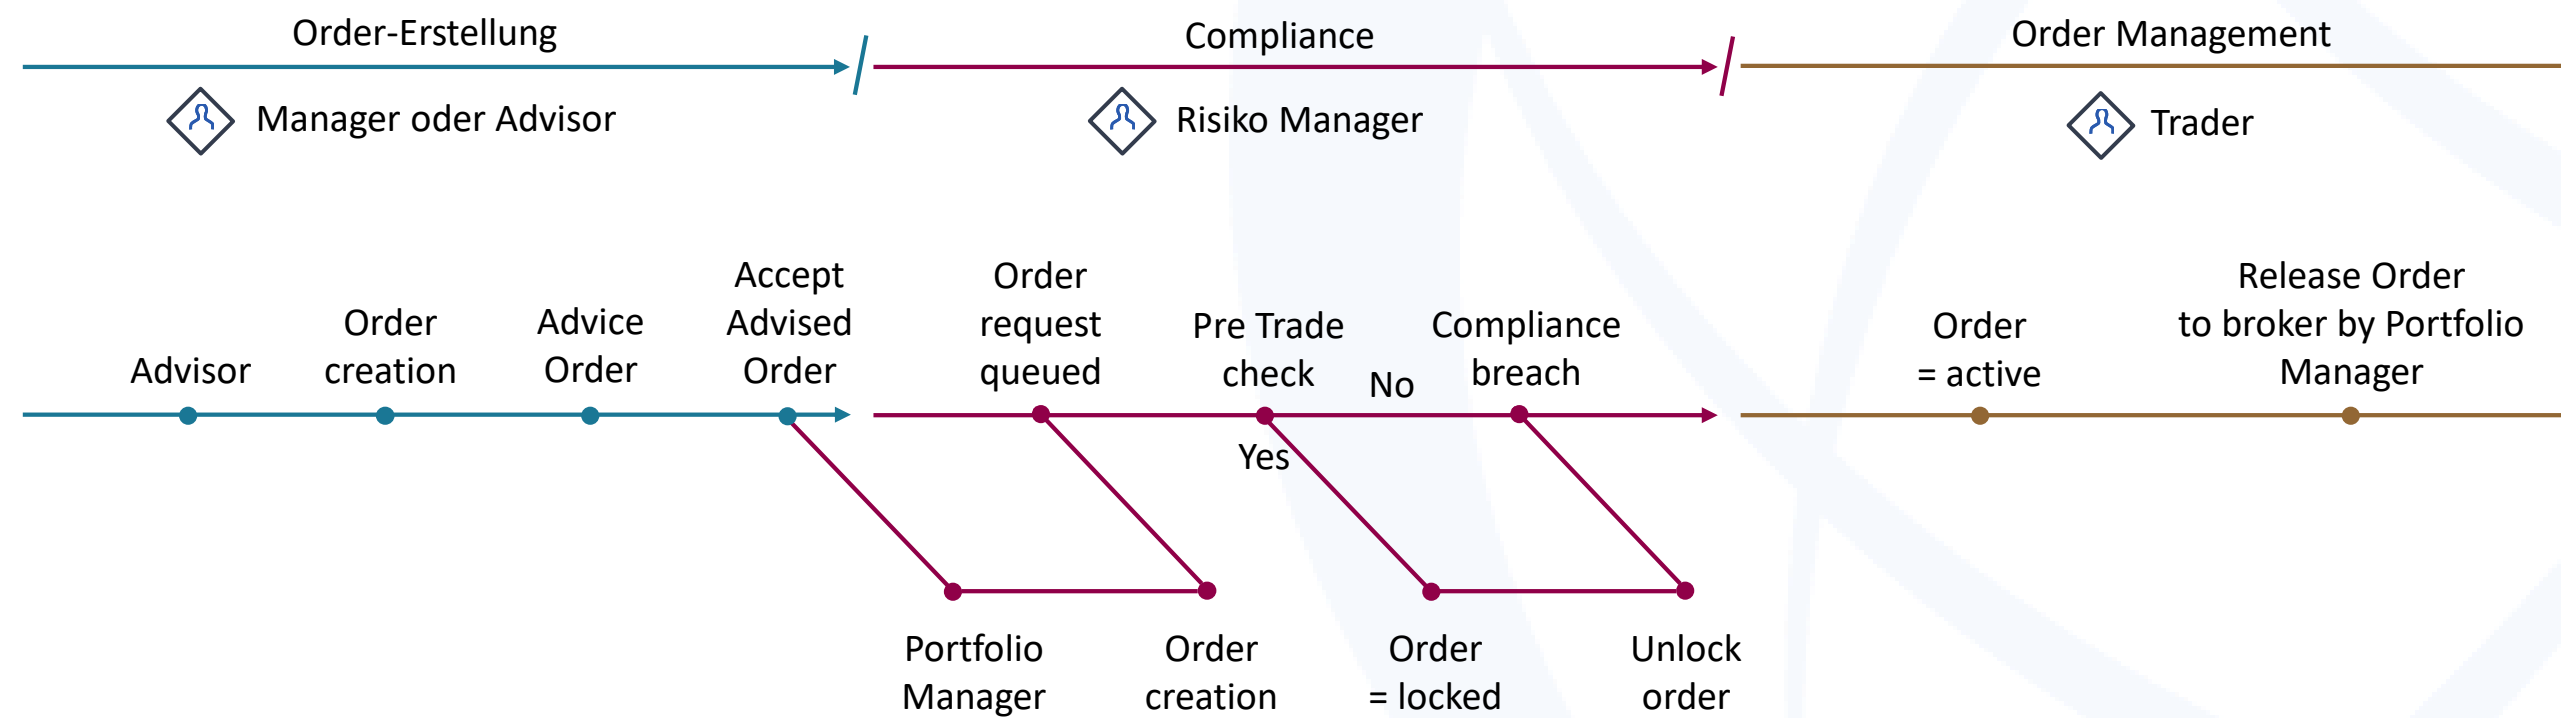 Order-Erstellung
Compliance
Order Management
Manager oder Advisor
Risiko Manager
Trader
Advisor
Order
creation
Advice
Order
Accept
Advised
Order
Order
request
queued
Pre Trade
check
No
Yes
Compliance
breach
Order
= active
Release Order
to broker by Portfolio
Manager
Portfolio
Manager
Order
creation
Order
= locked
Unlock
order